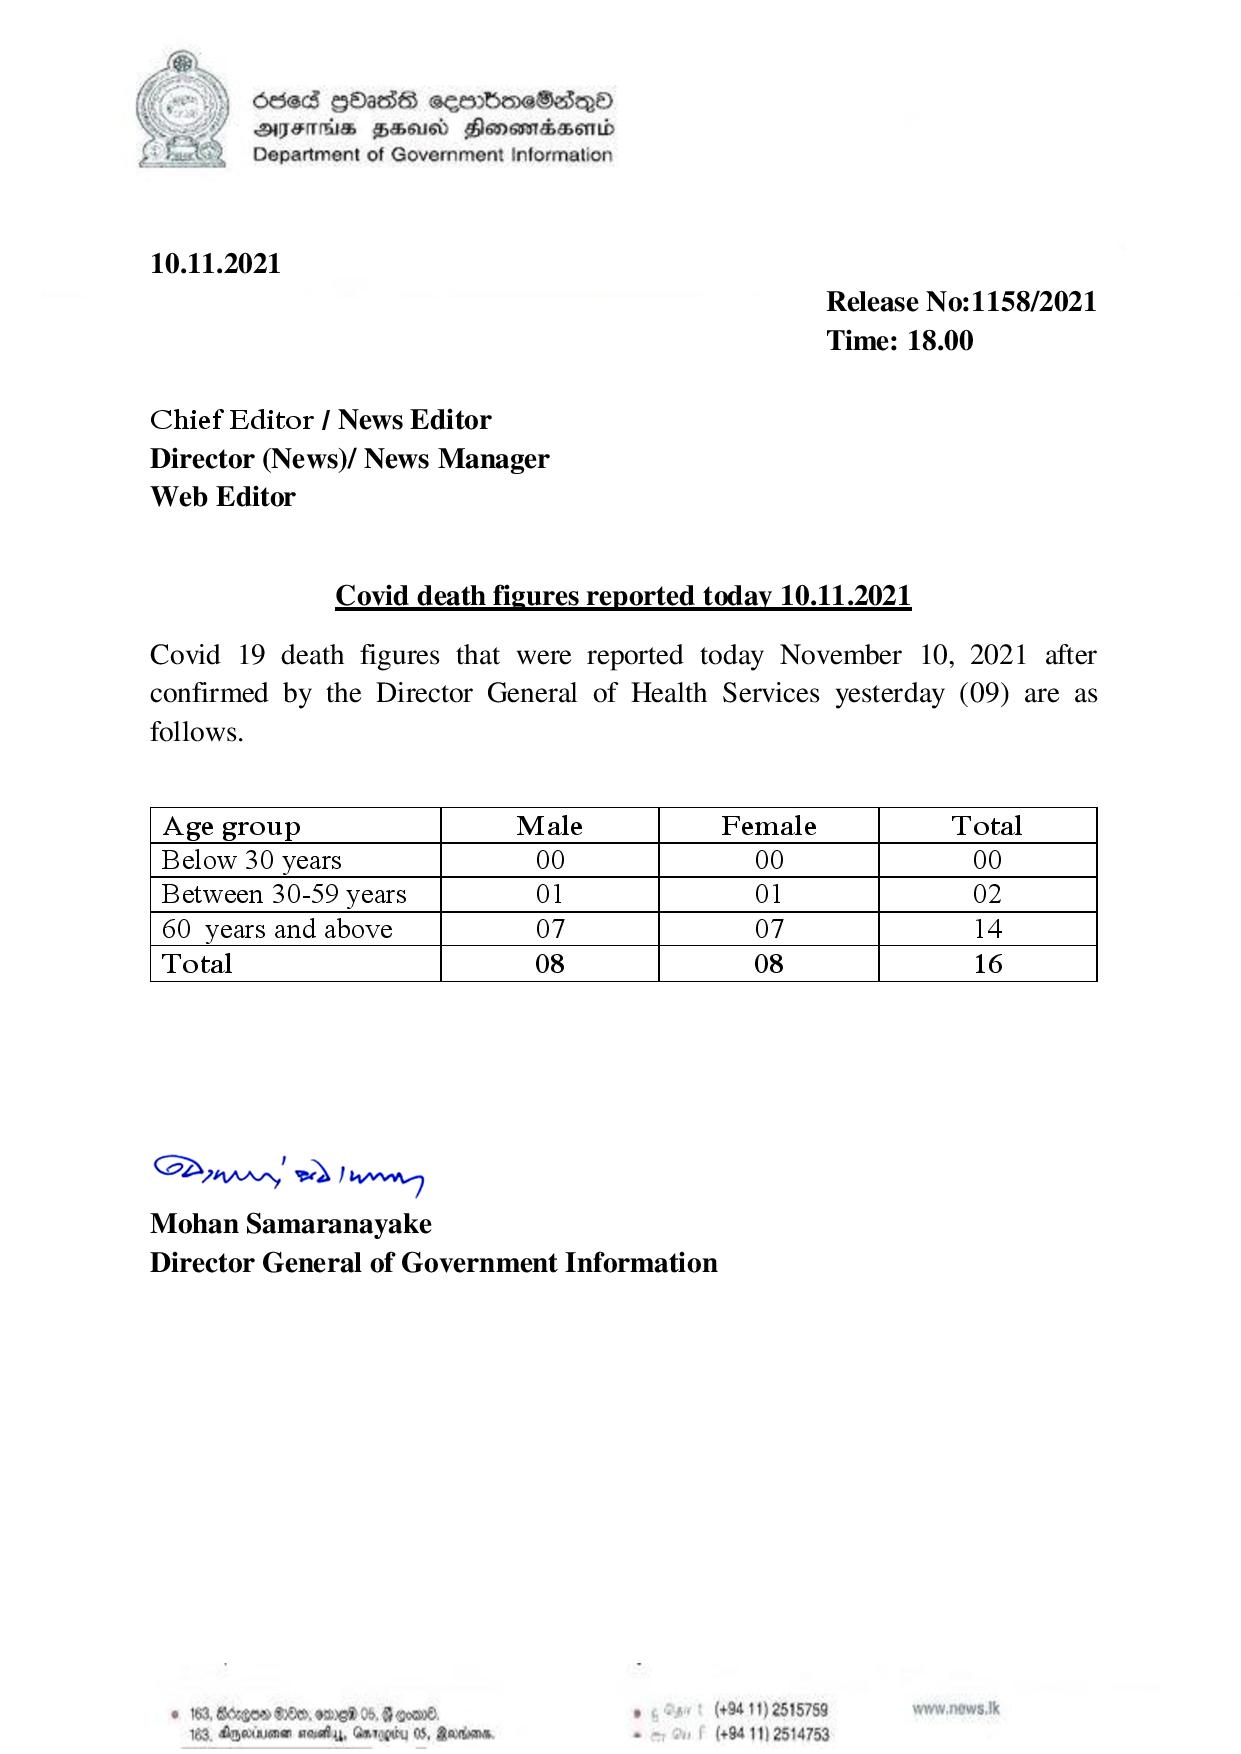 රජයේ ප්‍රවෘත්ති දෙපාර්තමේන්තුව
அரசாங்க தகவல் திணைக்களம்
Department of Government Information
10.11.2021
Release No:1158/2021
Time: 18.00
Chief Editor / News Editor
Director (News)/ News Manager
Web Editor
Covid death figures reported today 10.11.2021
Covid 19 death figures that were reported today November 10, 2021 after
confirmed by the Director General of Health Services yesterday (09) are as
follows.
Age group Male Female Total
Below 30 years 00 00 00
Between 30-59 years 01 01 02
60 years and above 07 07 14
Total 08 08 16
Mohan Samaranayake
Director General of Government Information
163, කිරුලපන මාවත, කොළඹ 05, ශ්‍රී ලංකාව.
163, கிருலப்பனை எவனியூ, கொழும்பு 05, இலங்கை.
(+94 11) 2515759
(+94 11) 2514753
www.news.lk